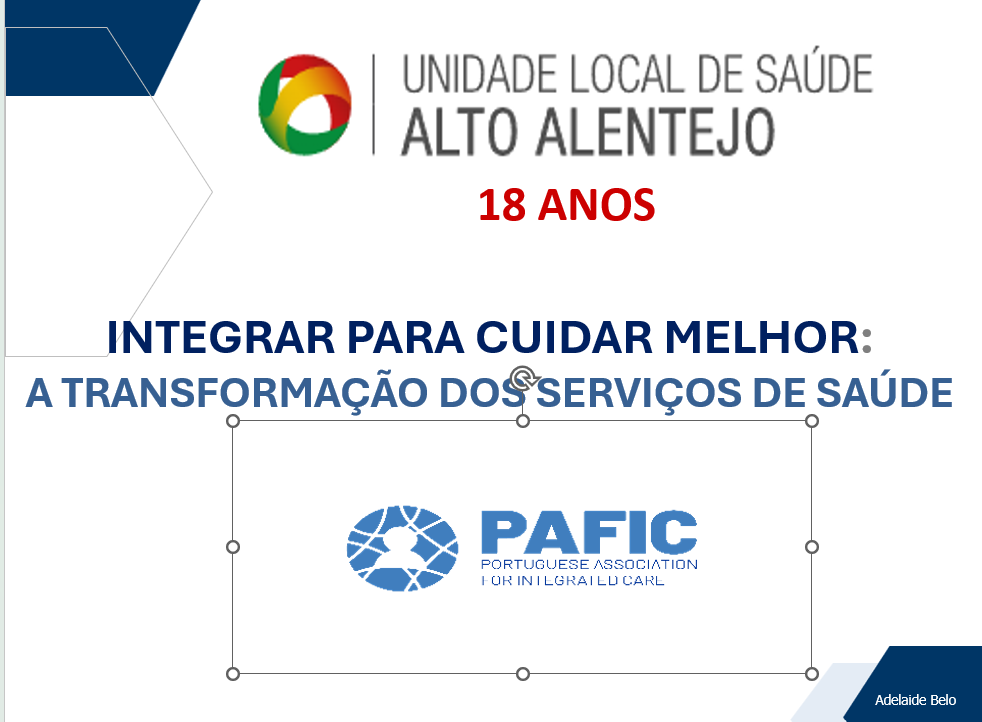 UNIDADE LOCAL DE SAÚDE
ALTO ALENTEJO
18 ANOS
INTEGRAR PARA CUIDAR MELHOR:
A TRANSFORMAÇÃO DOS SERVIÇOS DE SAÚDE
PAFIC
PORTUGUESE ASSOCIATION
FOR INTEGRATED CARE
Adelaide Belo